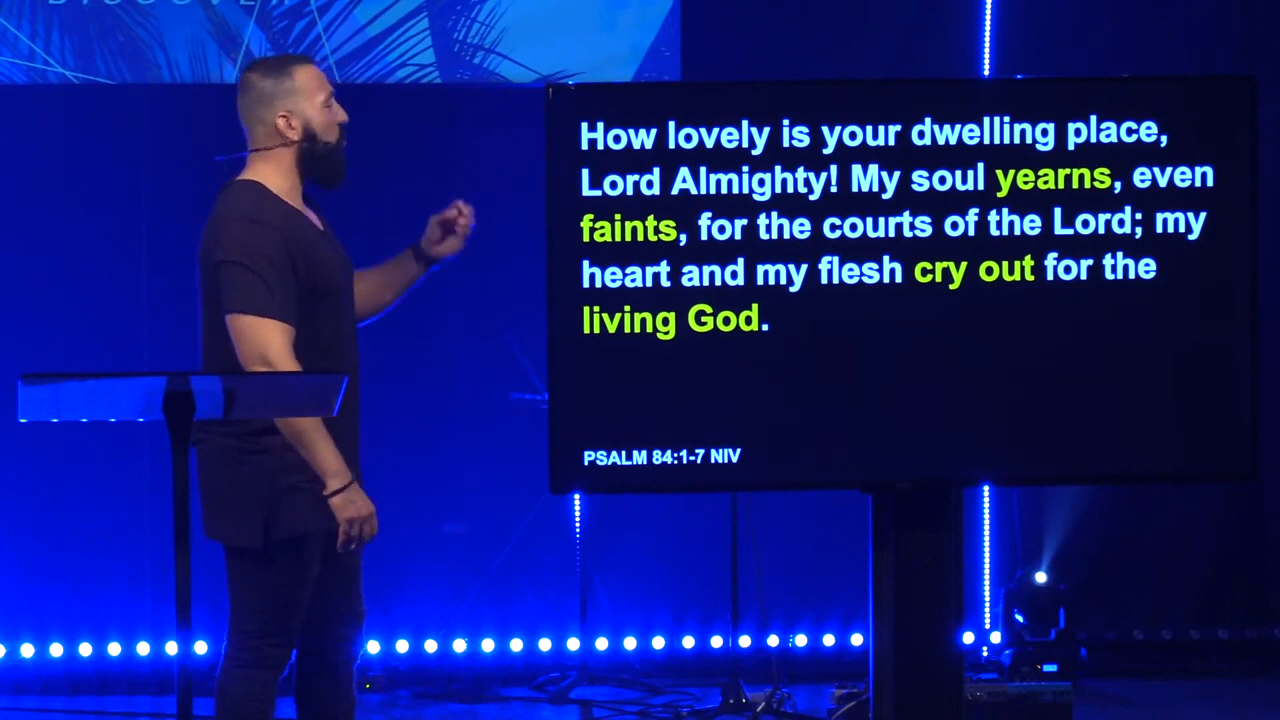 DISCOVER
How lovely is your dwelling place,
Lord Almighty! My soul yearns, even
faints, for the courts of the Lord; my
heart and my flesh cry out for the
living God.
PSALM 84:1-7 NIV